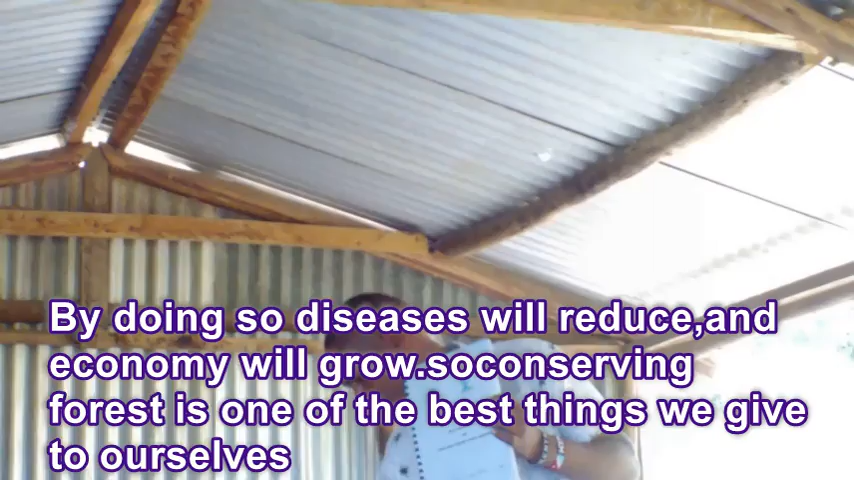 By doing so diseases will reduce,and
economy will grow.soconserving
forest is one of the best things we give
to ourselves